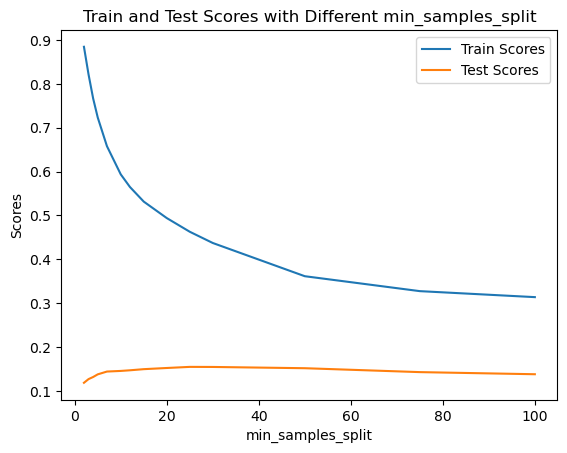 Train and Test Scores with Different min_samples_split
Train Scores
Test Scores
Scores
0.9
0.8
0.7
0.6
0.5
0.4
0.3
0.2
0.1
0 20 40 60 80 100
min_samples_split